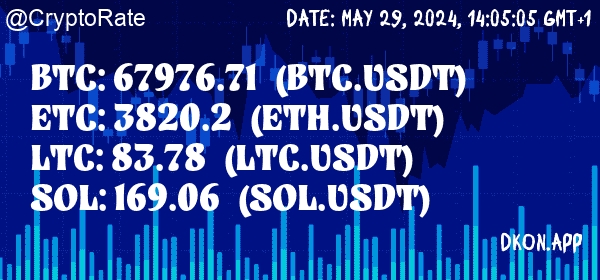 @CryptoRate
DATE: MAY 29, 2024, 14:05:05 GMT+1
BTC: 67976.71 (BTC.USDT)
ETC: 3820.2 (ETH.USDT)
LTC: 83.78 (LTC.USDT)
SOL: 169.06 (SOL.USDT)
DKON.APP